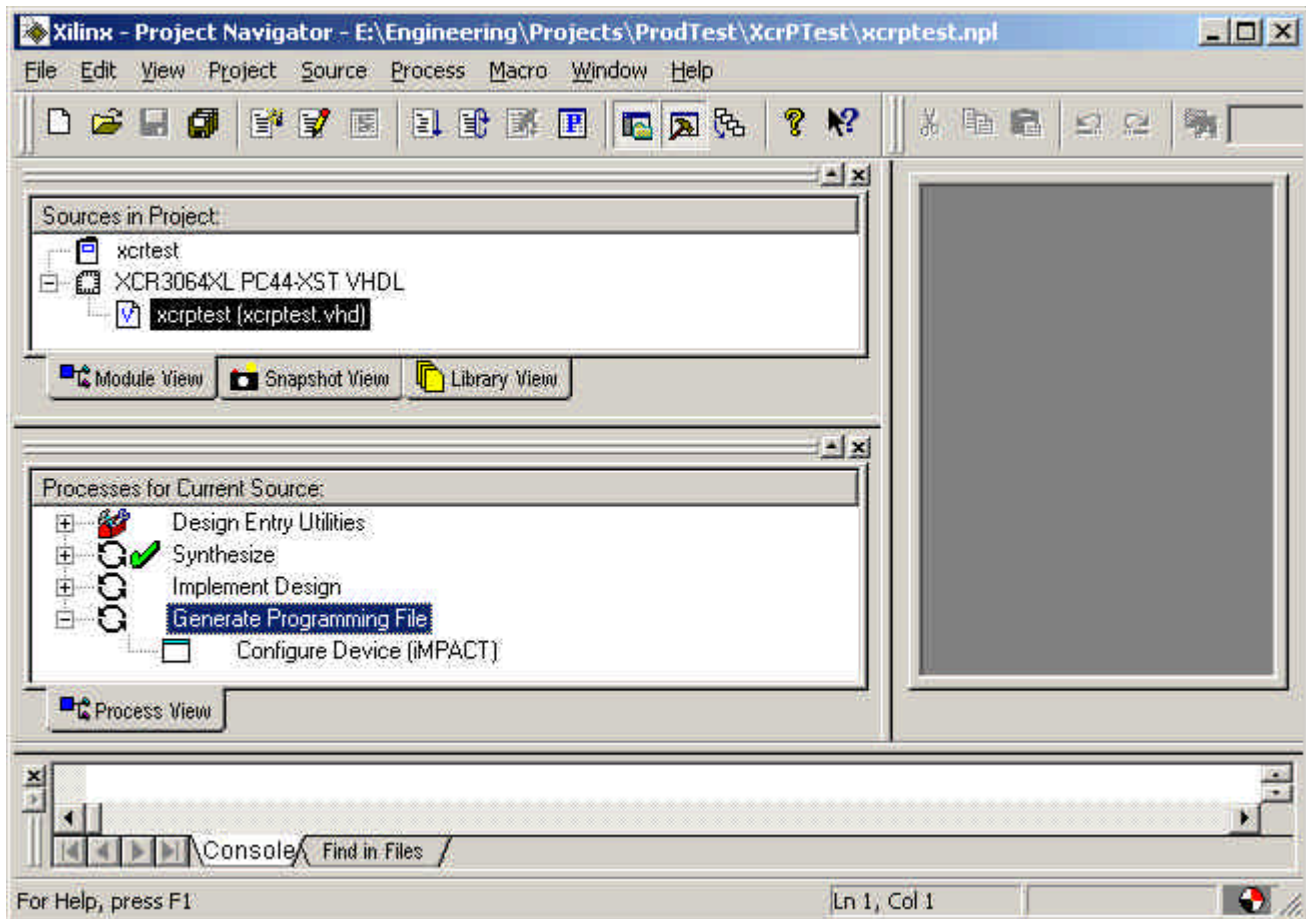 Xilinx - Project Navigator - E:\Engineering\Projects\ProdTest\XcrPTest\xcrptest.npl
File Edit View Project Source Process Macro Window Help
P ? ?
Sources in Project:
xcrtest
XCR3064XL PC44-XST VHDL
V xcrptest (xcrptest.vhd)
Module View Snapshot View Library View
Processes for Current Source:
Design Entry Utilities
Synthesize
Implement Design
Generate Programming File
Configure Device (iMPACT)
Process View
Console Find in Files
For Help, press F1 Ln 1, Col 1